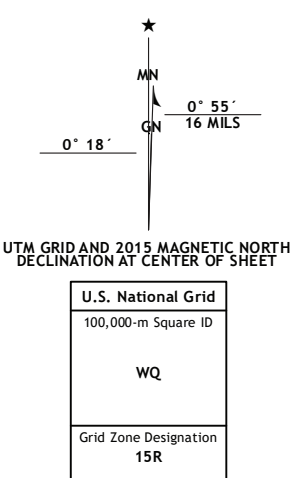 ★
MN
0° 55´
16 MILS
GN
0° 18´
UTM GRID AND 2015 MAGNETIC NORTH
DECLINATION AT CENTER OF SHEET
U.S. National Grid
100,000-m Square ID
WQ
Grid Zone Designation
15R